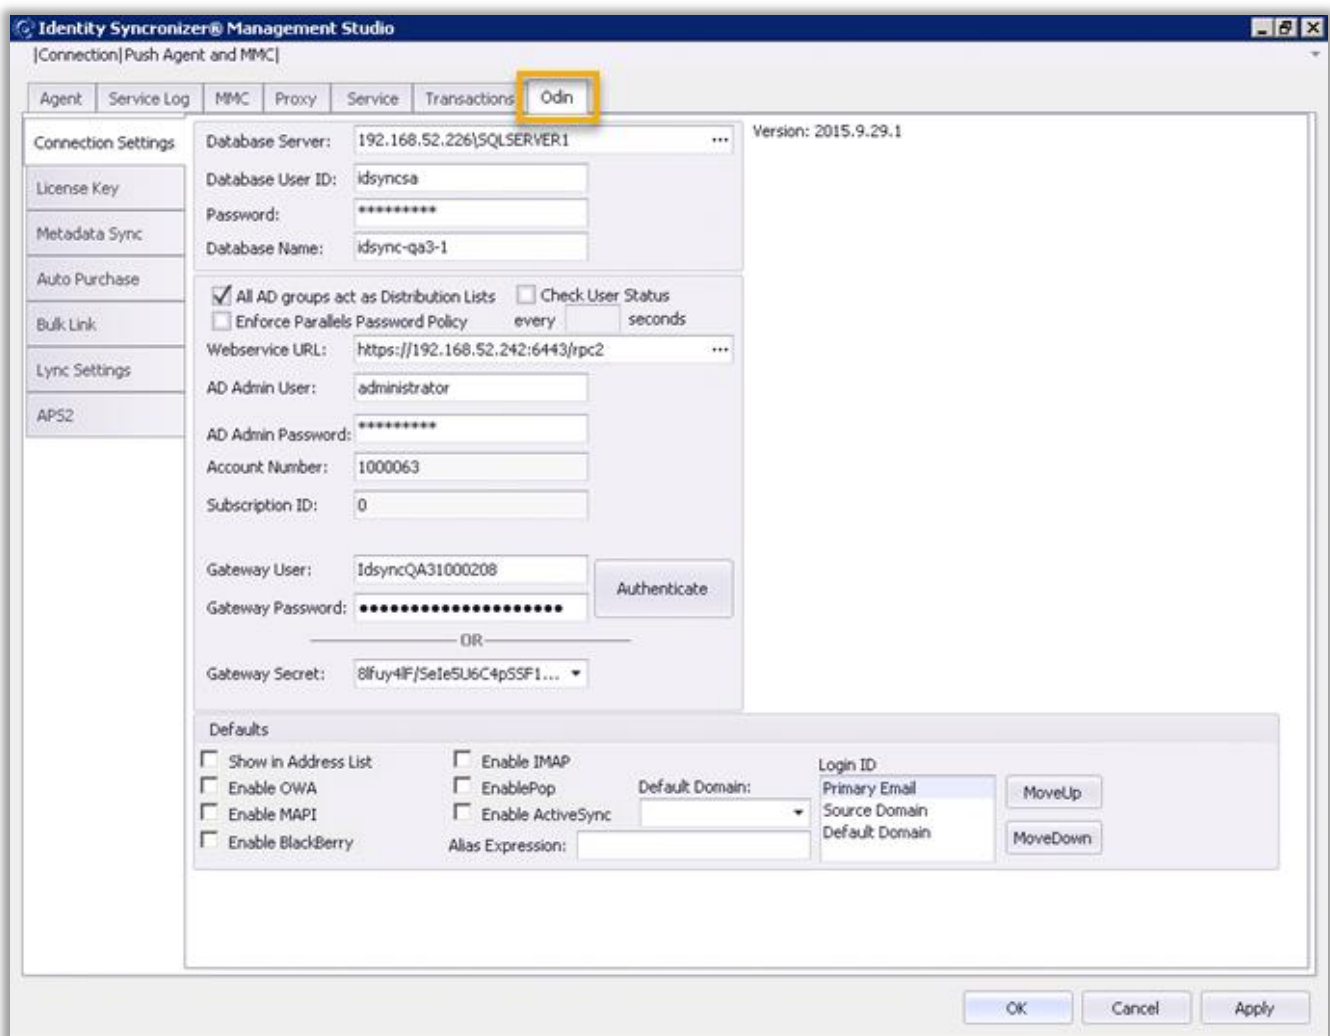 Identity Syncronizer® Management Studio
|Connection|Push Agent and MMC|
Agent Service Log MMC Proxy Service Transactions Odin
Connection Settings
License Key
Metadata Sync
Auto Purchase
Bulk Link
Lync Settings
APS2
Database Server: 192.168.52.226\SQLSERVER1 ...
Version: 2015.9.29.1
Database User ID: idsyncsa
Password: *********
Database Name: idsync-qa3-1
All AD groups act as Distribution Lists Check User Status
Enforce Parallels Password Policy every seconds
Webservice URL: https://192.168.52.242:6443/rpc2 ...
AD Admin User: administrator
AD Admin Password: *********
Account Number: 1000063
Subscription ID: 0
Gateway User: IdsyncQA31000208
Authenticate
Gateway Password: ●●●●●●●●●●●●●●●●●●●●
OR
Gateway Secret: 8lfuy4lF/SeIe5U6C4pSSF1...
Defaults
Show in Address List Enable IMAP
Enable OWA EnablePop
Enable MAPI Enable ActiveSync
Enable BlackBerry Alias Expression:
Default Domain:
Login ID
Primary Email
Source Domain
Default Domain
MoveUp
MoveDown
OK Cancel Apply